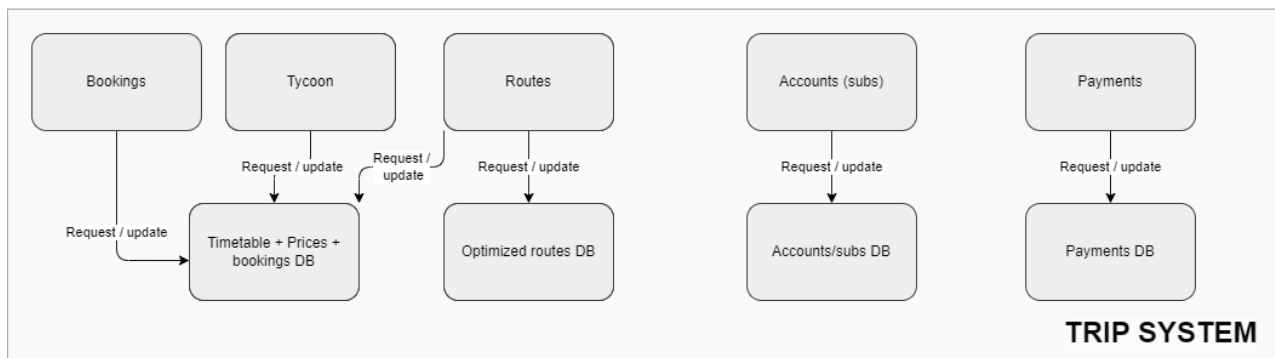 Bookings
Tycoon
Routes
Accounts (subs)
Payments
Request / update
Request /
update
Request / update
Request / update
Request / update
Request / update
Timetable + Prices +
bookings DB
Optimized routes DB
Accounts/subs DB
Payments DB
TRIP SYSTEM